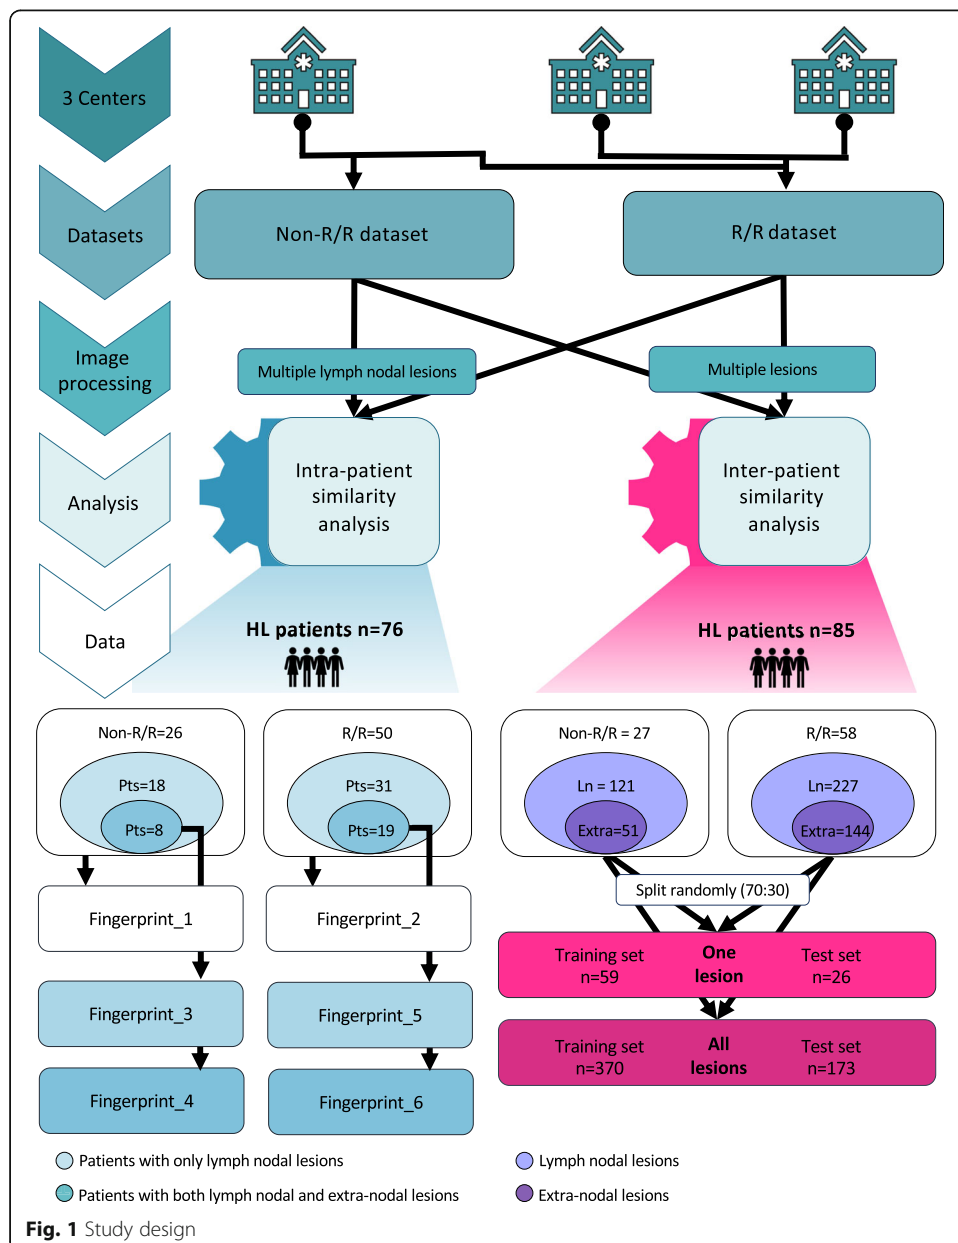 3 Centers
Datasets
Non-R/R dataset
R/R dataset
Image
processing
Multiple lymph nodal lesions
Multiple lesions
Analysis
Intra-patient
similarity
analysis
Inter-patient
similarity
analysis
Data
HL patients n=76
HL patients n=85
Non-R/R=26
Pts=18
Pts=8
R/R=50
Pts=31
Pts=19
Non-R/R = 27
Ln = 121
Extra=51
R/R=58
Ln=227
Extra=144
Split randomly (70:30)
Fingerprint_1
Fingerprint_2
Fingerprint_3
Fingerprint_5
Fingerprint_4
Fingerprint_6
Training set
n=59
One
lesion
Test set
n=26
Training set
n=370
All
lesions
Test set
n=173
Patients with only lymph nodal lesions
Patients with both lymph nodal and extra-nodal lesions
Lymph nodal lesions
Extra-nodal lesions
Fig. 1 Study design